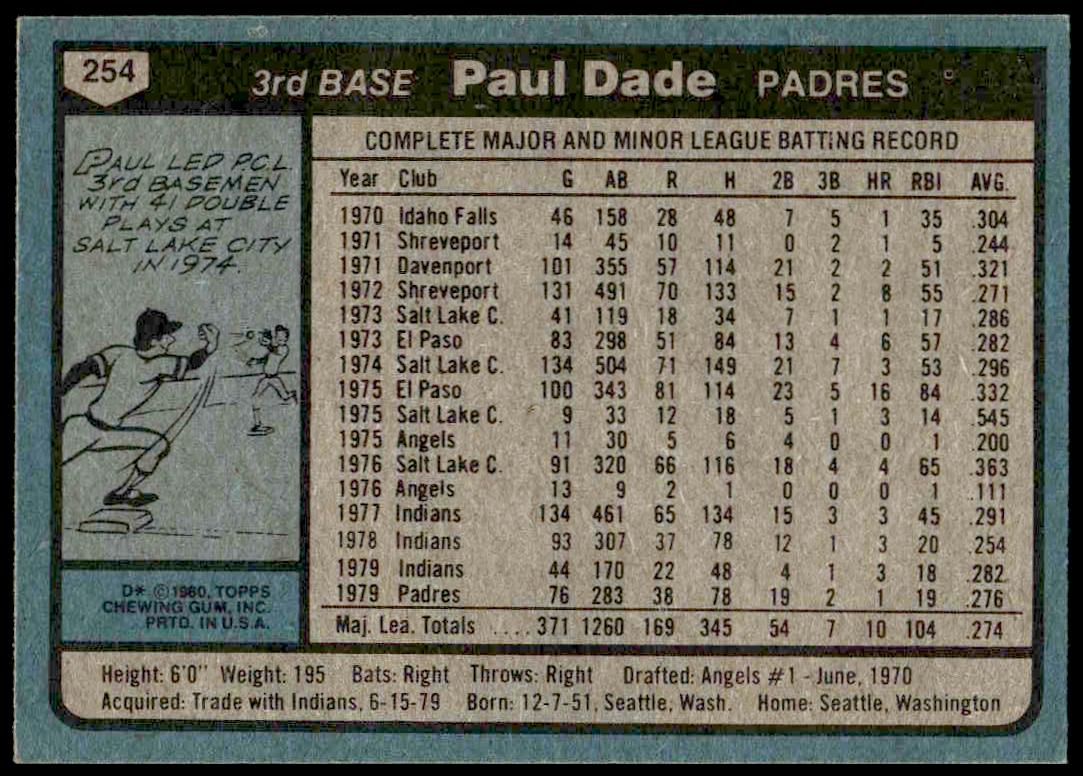 254 3rd BASE Paul Dade PADRES
PAUL LED P.C.L.
3rd BASEMEN
WITH 41 DOUBLE
PLAYS AT
SALT LAKE CITY
IN 1974.
D* © 1980, TOPPS
CHEWING GUM, INC.
PRTD. IN U.S.A.
COMPLETE MAJOR AND MINOR LEAGUE BATTING RECORD
Year Club G AB R H 2B 3B HR RBI AVG.
1970 Idaho Falls 46 158 28 48 7 5 1 35 .304
1971 Shreveport 14 45 10 11 0 2 1 5 .244
1971 Davenport 101 355 57 114 21 2 2 51 .321
1972 Shreveport 131 491 70 133 15 2 8 55 .271
1973 Salt Lake C. 41 119 18 34 7 1 1 17 .286
1973 El Paso 83 298 51 84 13 4 6 57 .282
1974 Salt Lake C. 134 504 71 149 21 7 3 53 .296
1975 El Paso 100 343 81 114 23 5 16 84 .332
1975 Salt Lake C. 9 33 12 18 5 1 3 14 .545
1975 Angels 11 30 5 6 4 0 0 1 .200
1976 Salt Lake C. 91 320 66 116 18 4 4 65 .363
1976 Angels 13 9 2 1 0 0 0 1 .111
1977 Indians 134 461 65 134 15 3 3 45 .291
1978 Indians 93 307 37 78 12 1 3 20 .254
1979 Indians 44 170 22 48 4 1 3 18 .282
1979 Padres 76 283 38 78 19 2 1 19 .276
Maj. Lea. Totals .... 371 1260 169 345 54 7 10 104 .274
Height: 6'0" Weight: 195 Bats: Right Throws: Right Drafted: Angels #1 - June, 1970
Acquired: Trade with Indians, 6-15-79 Born: 12-7-51, Seattle, Wash. Home: Seattle, Washington